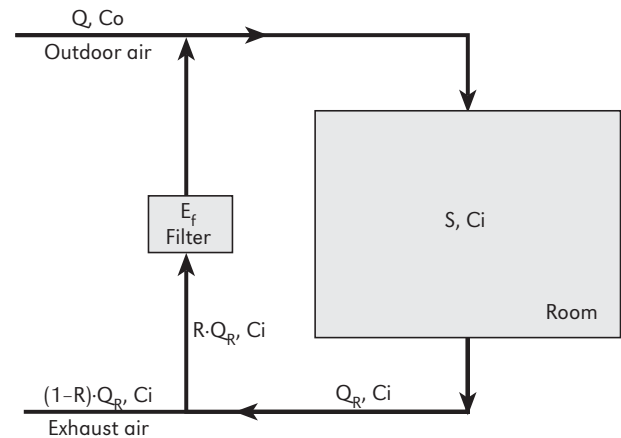 Q, Co
Outdoor air
E_f
Filter
S, Ci
Room
R·Q_R, Ci
(1–R)·Q_R, Ci
Q_R, Ci
Exhaust air